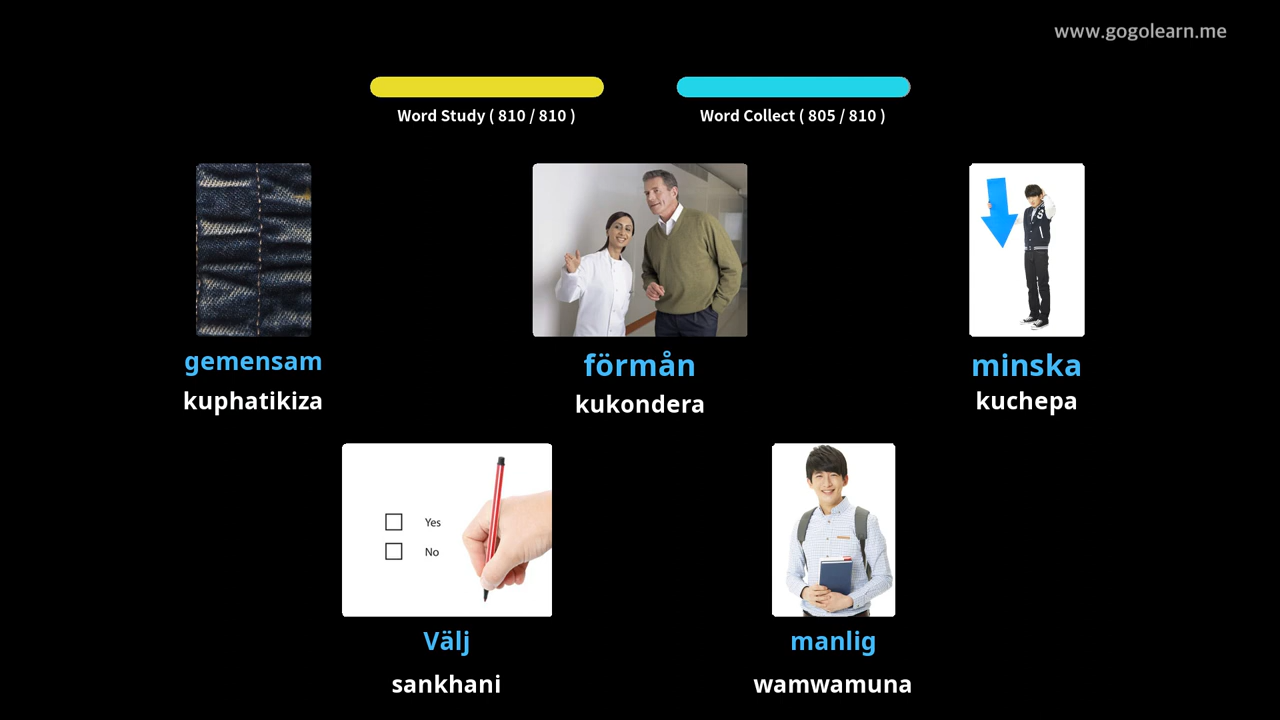 www.gogolearn.me
Word Study ( 810 / 810 )
Word Collect ( 805 / 810 )
gemensam
kuphatikiza
förmån
kukondera
minska
kuchepa
Yes
No
Välj
sankhani
manlig
wamwamuna